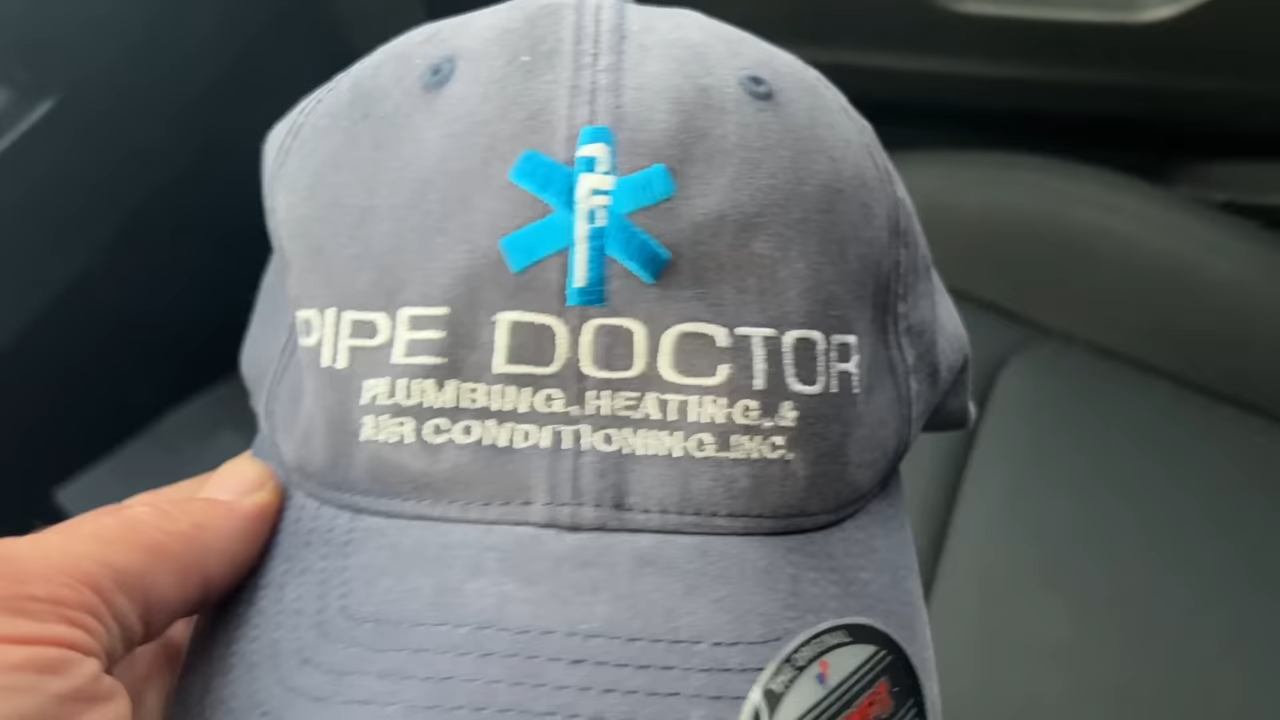 PIPE DOCTOR
PLUMBING, HEATING, &
AIR CONDITIONING, INC.